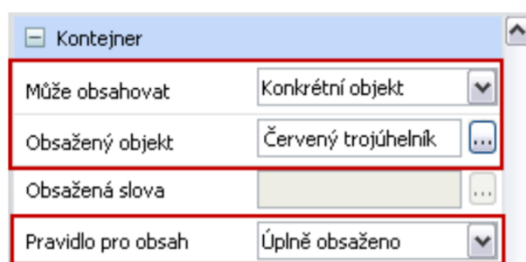 Kontejner
Může obsahovat Konkrétní objekt
Obsažený objekt Červený trojúhelník ...
Obsažená slova ...
Pravidlo pro obsah Úplně obsaženo